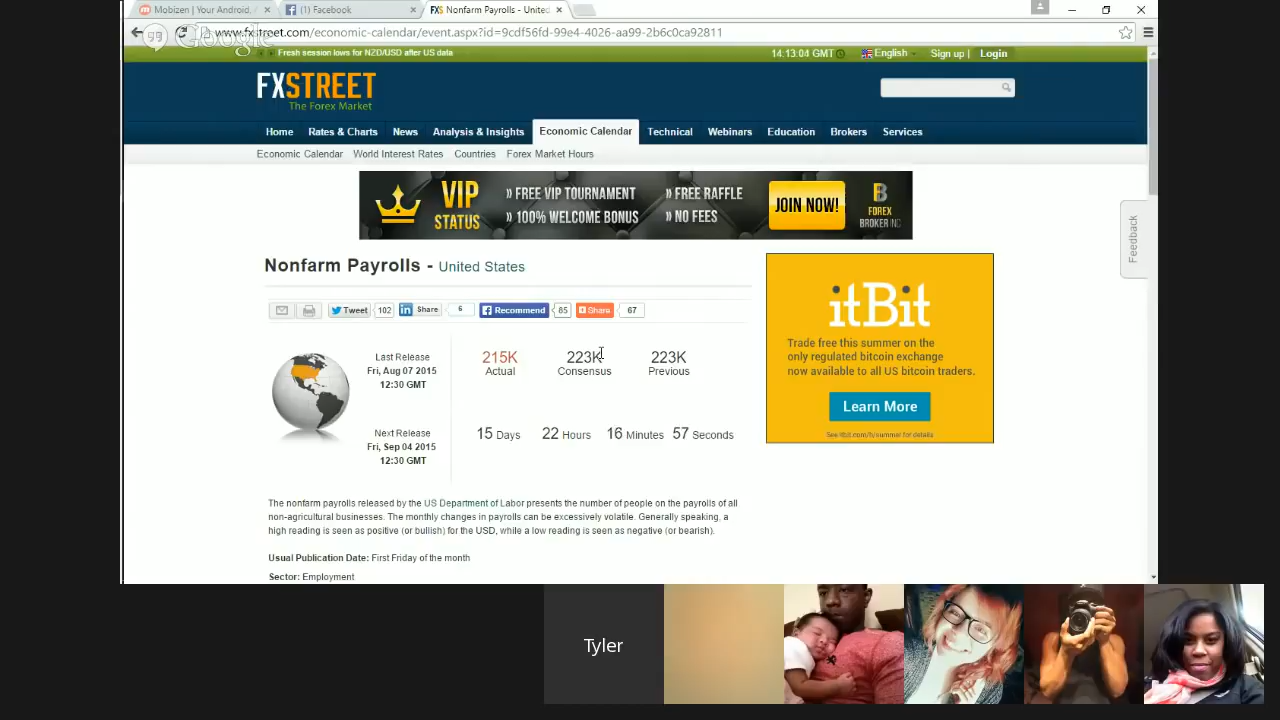 Mobizen | Your Android,
(1) Facebook
FXS Nonfarm Payrolls - United
www.fxstreet.com/economic-calendar/event.aspx?id=9cdf56fd-99e4-4026-aa99-2b6c0ca92811
Google
Fresh session lows for NZD/USD after US data
14:13:04 GMT
English
Sign up |
Login
FXSTREET
The Forex Market
Home Rates & Charts News Analysis & Insights Economic Calendar Technical Webinars Education Brokers Services
Economic Calendar World Interest Rates Countries Forex Market Hours
VIP STATUS
» FREE VIP TOURNAMENT » FREE RAFFLE
» 100% WELCOME BONUS » NO FEES
JOIN NOW!
FOREX
BROKER INC
Feedback
Nonfarm Payrolls - United States
Tweet 102 Share 6 Recommend 85 Share 67
Last Release
Fri, Aug 07 2015
12:30 GMT
215K 223K 223K
Actual Consensus Previous
Next Release
Fri, Sep 04 2015
12:30 GMT
15 Days 22 Hours 16 Minutes 57 Seconds
itBit
Trade free this summer on the
only regulated bitcoin exchange
now available to all US bitcoin traders.
Learn More
The nonfarm payrolls released by the US Department of Labor presents the number of people on the payrolls of all
non-agricultural businesses. The monthly changes in payrolls can be excessively volatile. Generally speaking, a
high reading is seen as positive (or bullish) for the USD, while a low reading is seen as negative (or bearish).
Usual Publication Date: First Friday of the month
Sector: Employment
Tyler